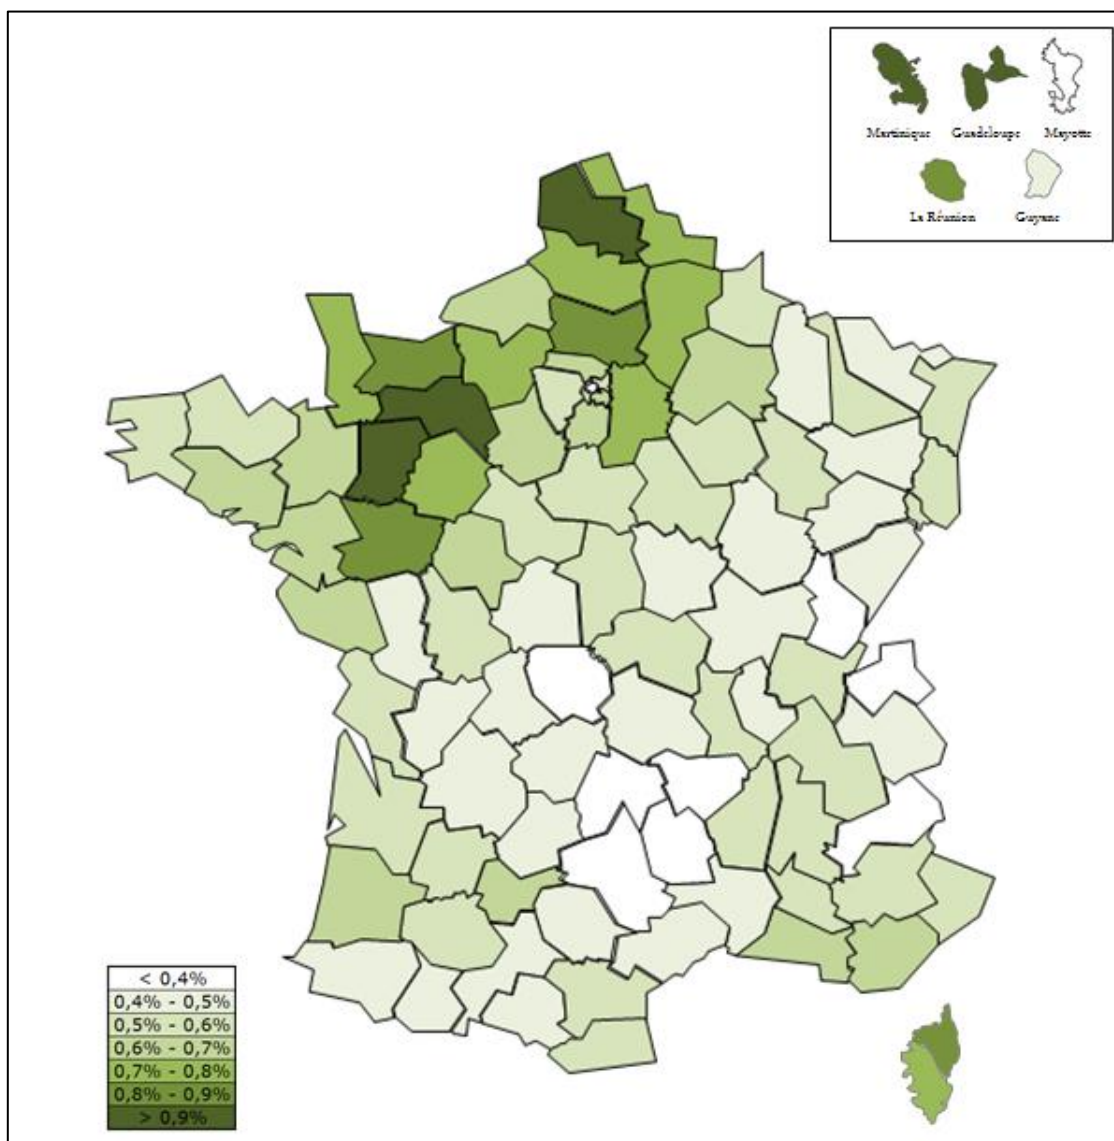 Martinique Guadeloupe Mayotte
La Réunion Guyane
< 0,4%
0,4% - 0,5%
0,5% - 0,6%
0,6% - 0,7%
0,7% - 0,8%
0,8% - 0,9%
> 0,9%